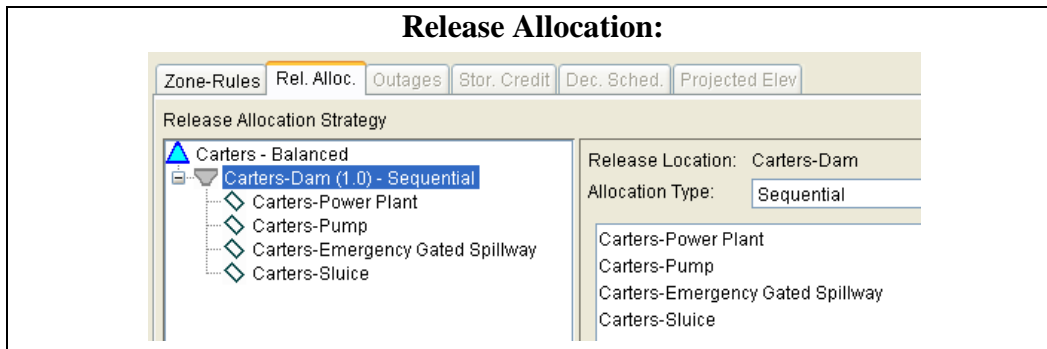 Release Allocation:
Zone-Rules Rel. Alloc. Outages Stor. Credit Dec. Sched. Projected Elev
Release Allocation Strategy
Carters - Balanced
Carters-Dam (1.0) - Sequential
Carters-Power Plant
Carters-Pump
Carters-Emergency Gated Spillway
Carters-Sluice
Release Location: Carters-Dam
Allocation Type: Sequential
Carters-Power Plant
Carters-Pump
Carters-Emergency Gated Spillway
Carters-Sluice